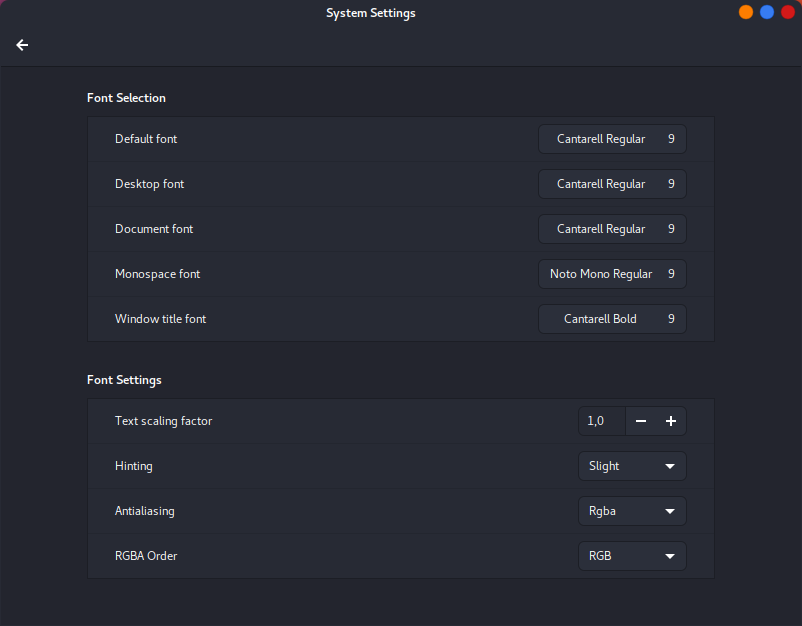 System Settings
Font Selection
Default font Cantarell Regular 9
Desktop font Cantarell Regular 9
Document font Cantarell Regular 9
Monospace font Noto Mono Regular 9
Window title font Cantarell Bold 9
Font Settings
Text scaling factor 1,0
Hinting Slight
Antialiasing Rgba
RGBA Order RGB